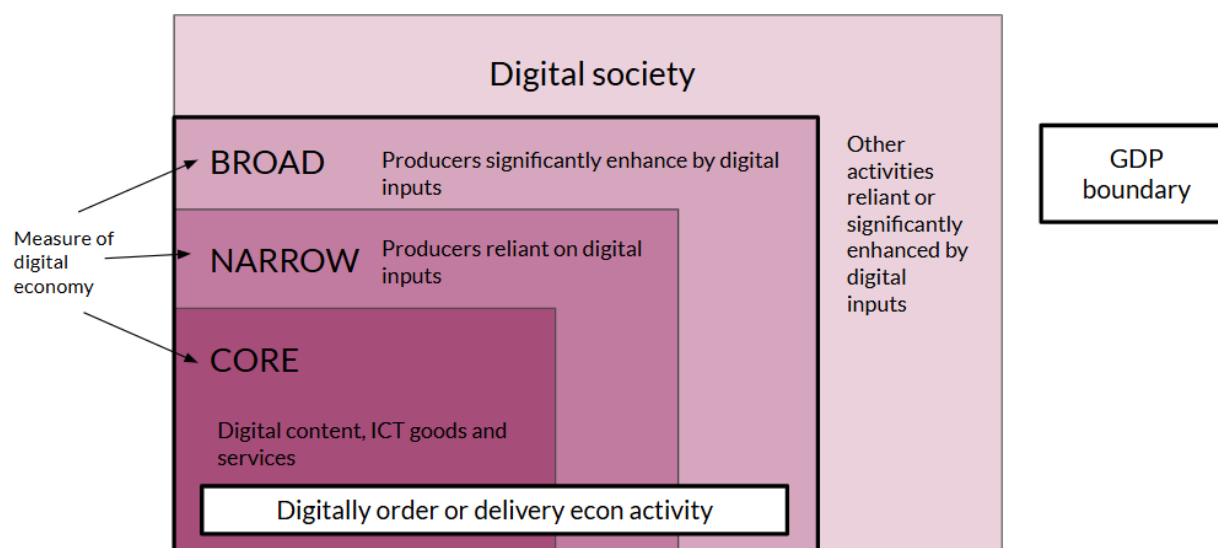 Digital society
BROAD
Producers significantly enhance by digital
inputs
Other
activities
reliant or
significantly
enhanced by
digital
inputs
GDP
boundary
Measure of
digital
economy
NARROW
Producers reliant on digital
inputs
CORE
Digital content, ICT goods and
services
Digitally order or delivery econ activity